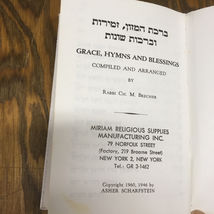 ברכת המזון, זמירות
וברכות שונות
GRACE, HYMNS AND BLESSINGS
COMPILED AND ARRANGED
BY
RABBI CH. M. BRECHER
MIRIAM RELIGIOUS SUPPLIES
MANUFACTURING INC.
79 NORFOLK STREET
(Factory, 219 Broome Street)
NEW YORK 2, NEW YORK
Tel.: GR 3-1462
Copyright 1960, 1946 by
ASHER SCHARFSTEIN